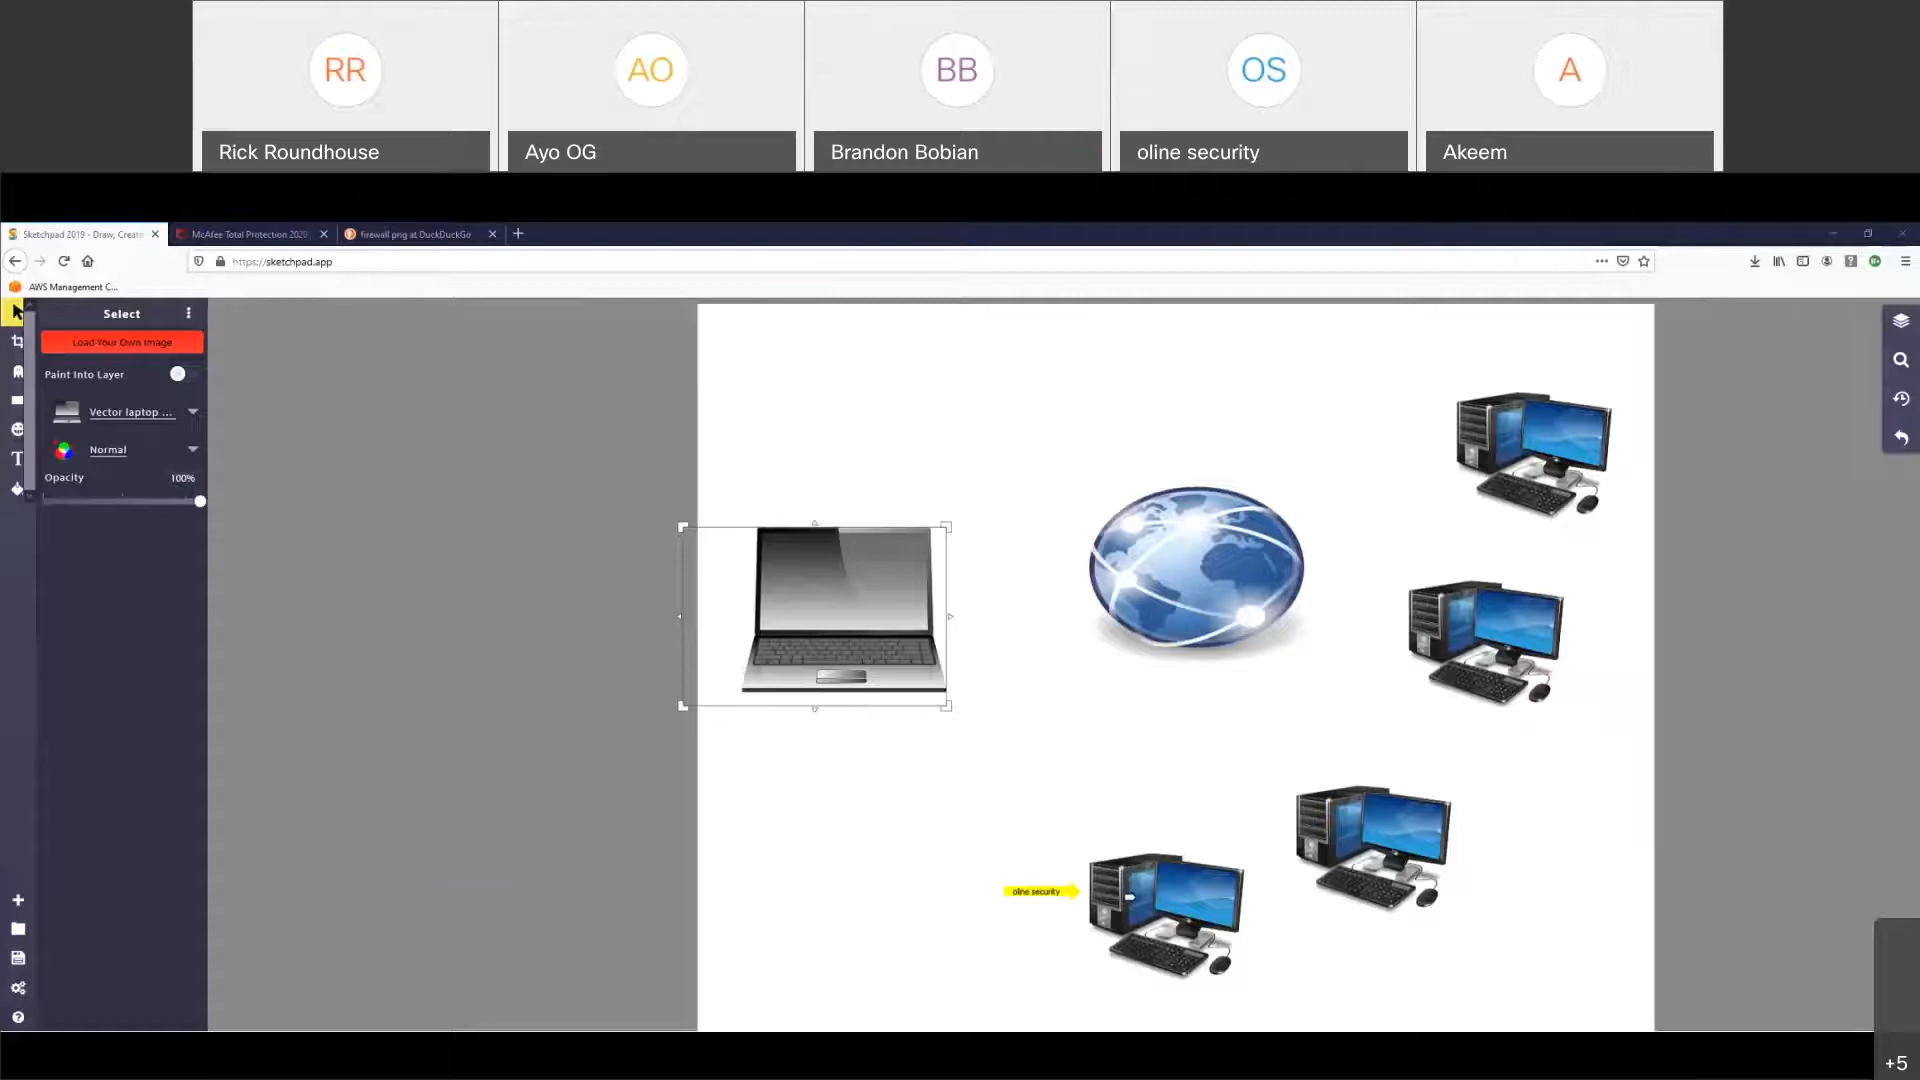 RR
AO
BB
OS
A
Rick Roundhouse
Ayo OG
Brandon Bobian
oline security
Akeem
Sketchpad 2019 - Draw, Create
McAfee Total Protection 2020
firewall png at DuckDuckGo
https://sketchpad.app
AWS Management C...
Select
Load Your Own Image
Paint Into Layer
Vector laptop ...
Normal
Opacity 100%
T
oline security
+5